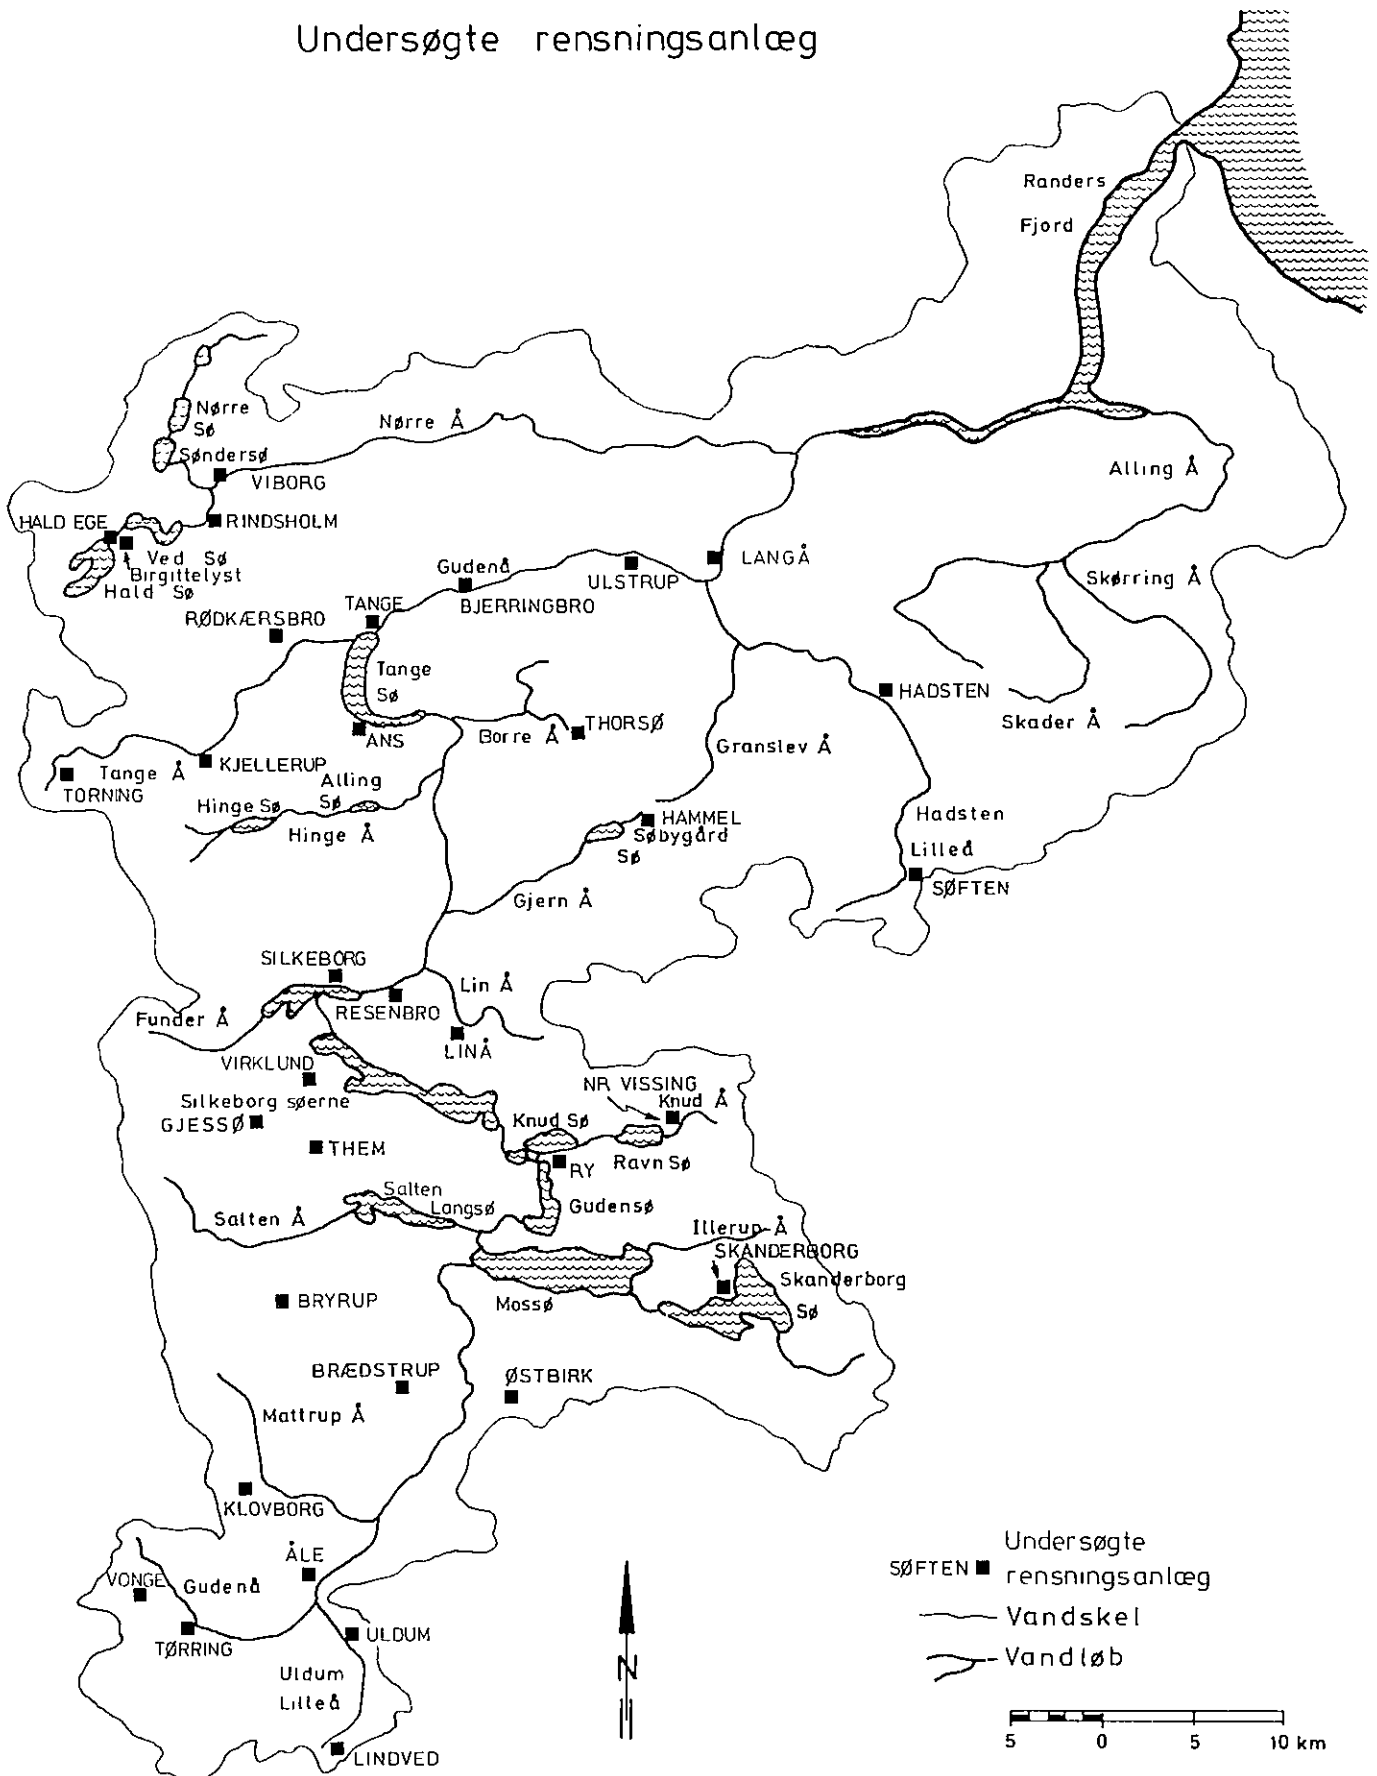 Undersøgte rensningsanlæg
Randers
Fjord
Nørre
Sø
Søndersø
Nørre Å
VIBORG
Alling Å
HALD EGE
RINDSHOLM
Ved Sø
Birgittelyst
Hald Sø
Gudenå
BJERRINGBRO
ULSTRUP
LANGÅ
Skørring Å
TANGE
RØDKÆRSBRO
Tange
Sø
HADSTEN
Skader Å
ANS
Borre Å
THORSØ
Granslev Å
Tange Å
TORNING
KJELLERUP
Alling
Sø
Hinge Sø
Hinge Å
HAMMEL
Søbygård
Sø
Hadsten
Lilleå
SØFTEN
Gjern Å
SILKEBORG
Lin Å
RESENBRO
Funder Å
LINÅ
VIRKLUND
NR VISSING
Knud Å
Silkeborg søerne
GJESSØ
Knud Sø
THEM
RY
Ravn Sø
Salten
Langsø
Gudensø
Salten Å
Illerup Å
SKANDERBORG
Skanderborg
Sø
Mossø
BRYRUP
BRÆDSTRUP
ØSTBIRK
Mattrup Å
KLOVBORG
ÅLE
VONGE
Gudenå
TØRRING
ULDUM
Uldum
Lilleå
LINDVED
N
SØFTEN
Undersøgte
rensningsanlæg
Vandskel
Vandløb
5 0 5 10 km